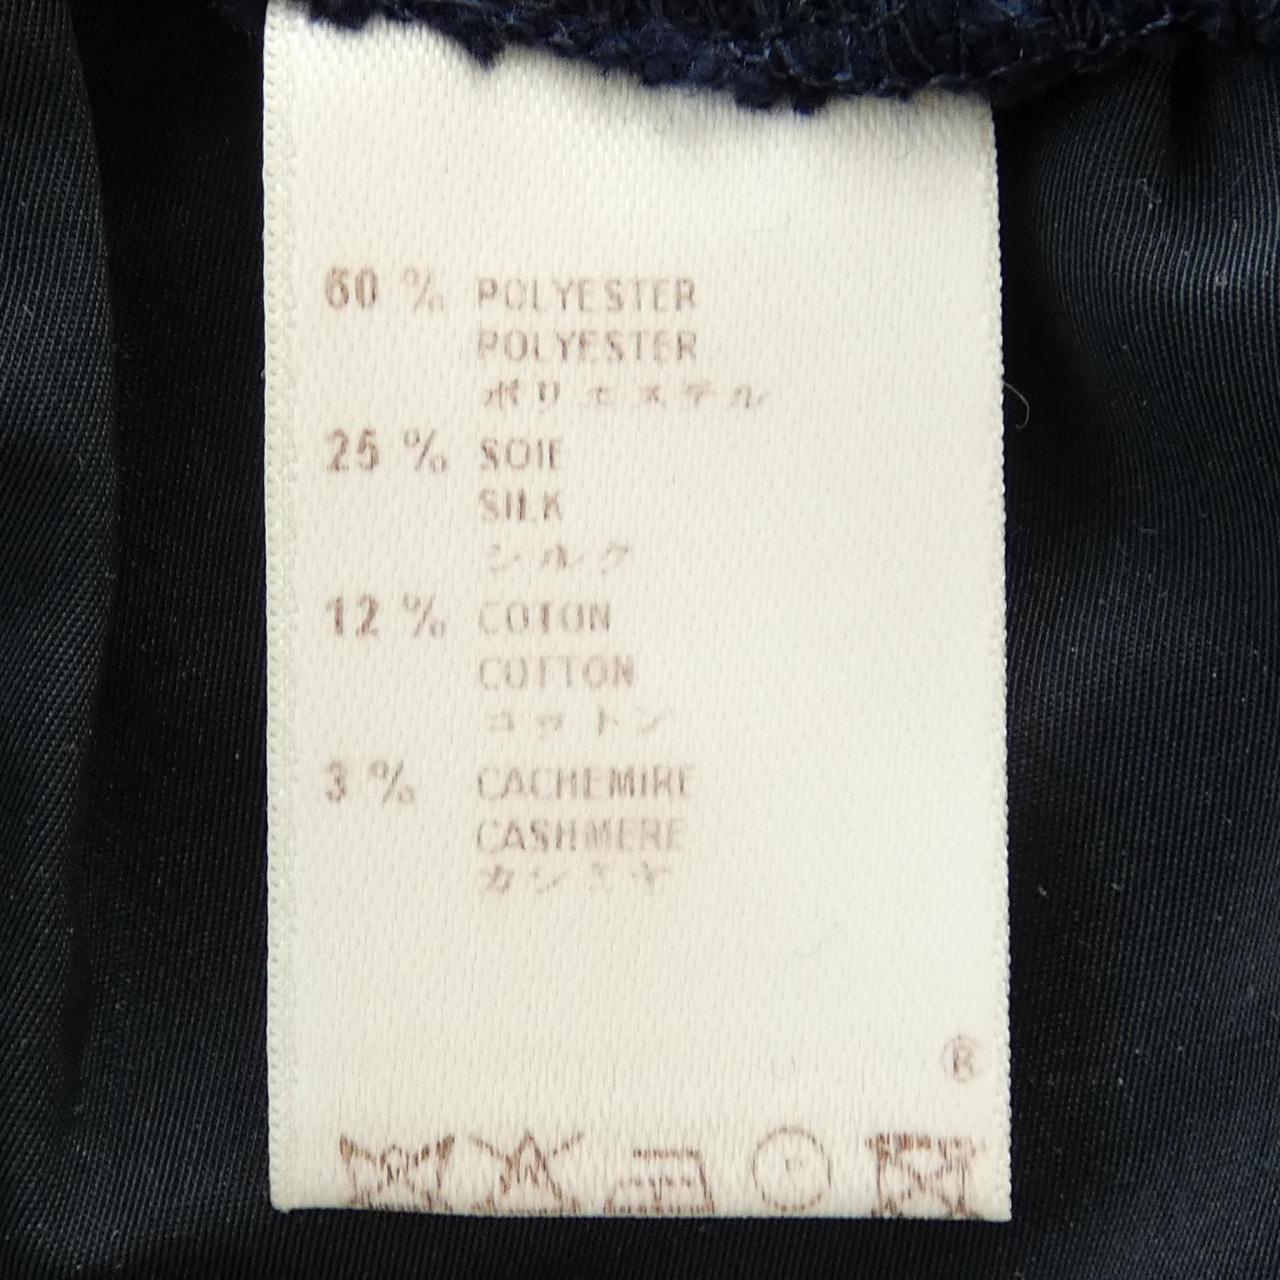 60 % POLYESTER
POLYESTER
ポリエステル
25 % SOIE
SILK
シルク
12 % COTON
COTTON
コットン
3 % CACHEMIRE
CASHMERE
カシミヤ
®
P